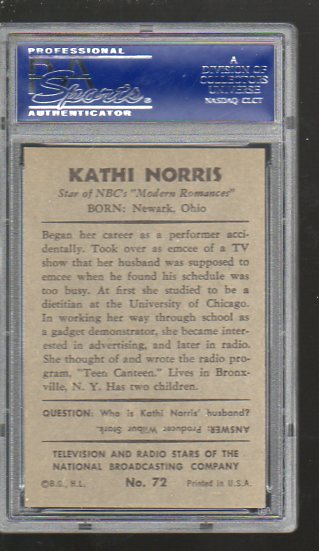 PROFESSIONAL
PSA
Sports
AUTHENTICATOR
A
DIVISION OF
COLLECTORS
UNIVERSE
NASDAQ CLCT
KATHI NORRIS
Star of NBC's "Modern Romances"
BORN: Newark, Ohio
Began her career as a performer acci-
dentally. Took over as emcee of a TV
show that her husband was supposed to
emcee when he found his schedule was
too busy. At first she studied to be a
dietitian at the University of Chicago.
In working her way through school as
a gadget demonstrator, she became inter-
ested in advertising, and later in radio.
She thought of and wrote the radio pro-
gram, "Teen Canteen." Lives in Bronx-
ville, N. Y. Has two children.
QUESTION: Who is Kathi Norris' husband?
ANSWER: Producer Wilbur Stark.
TELEVISION AND RADIO STARS OF THE
NATIONAL BROADCASTING COMPANY
©B.G., H.L. No. 72 Printed in U.S.A.